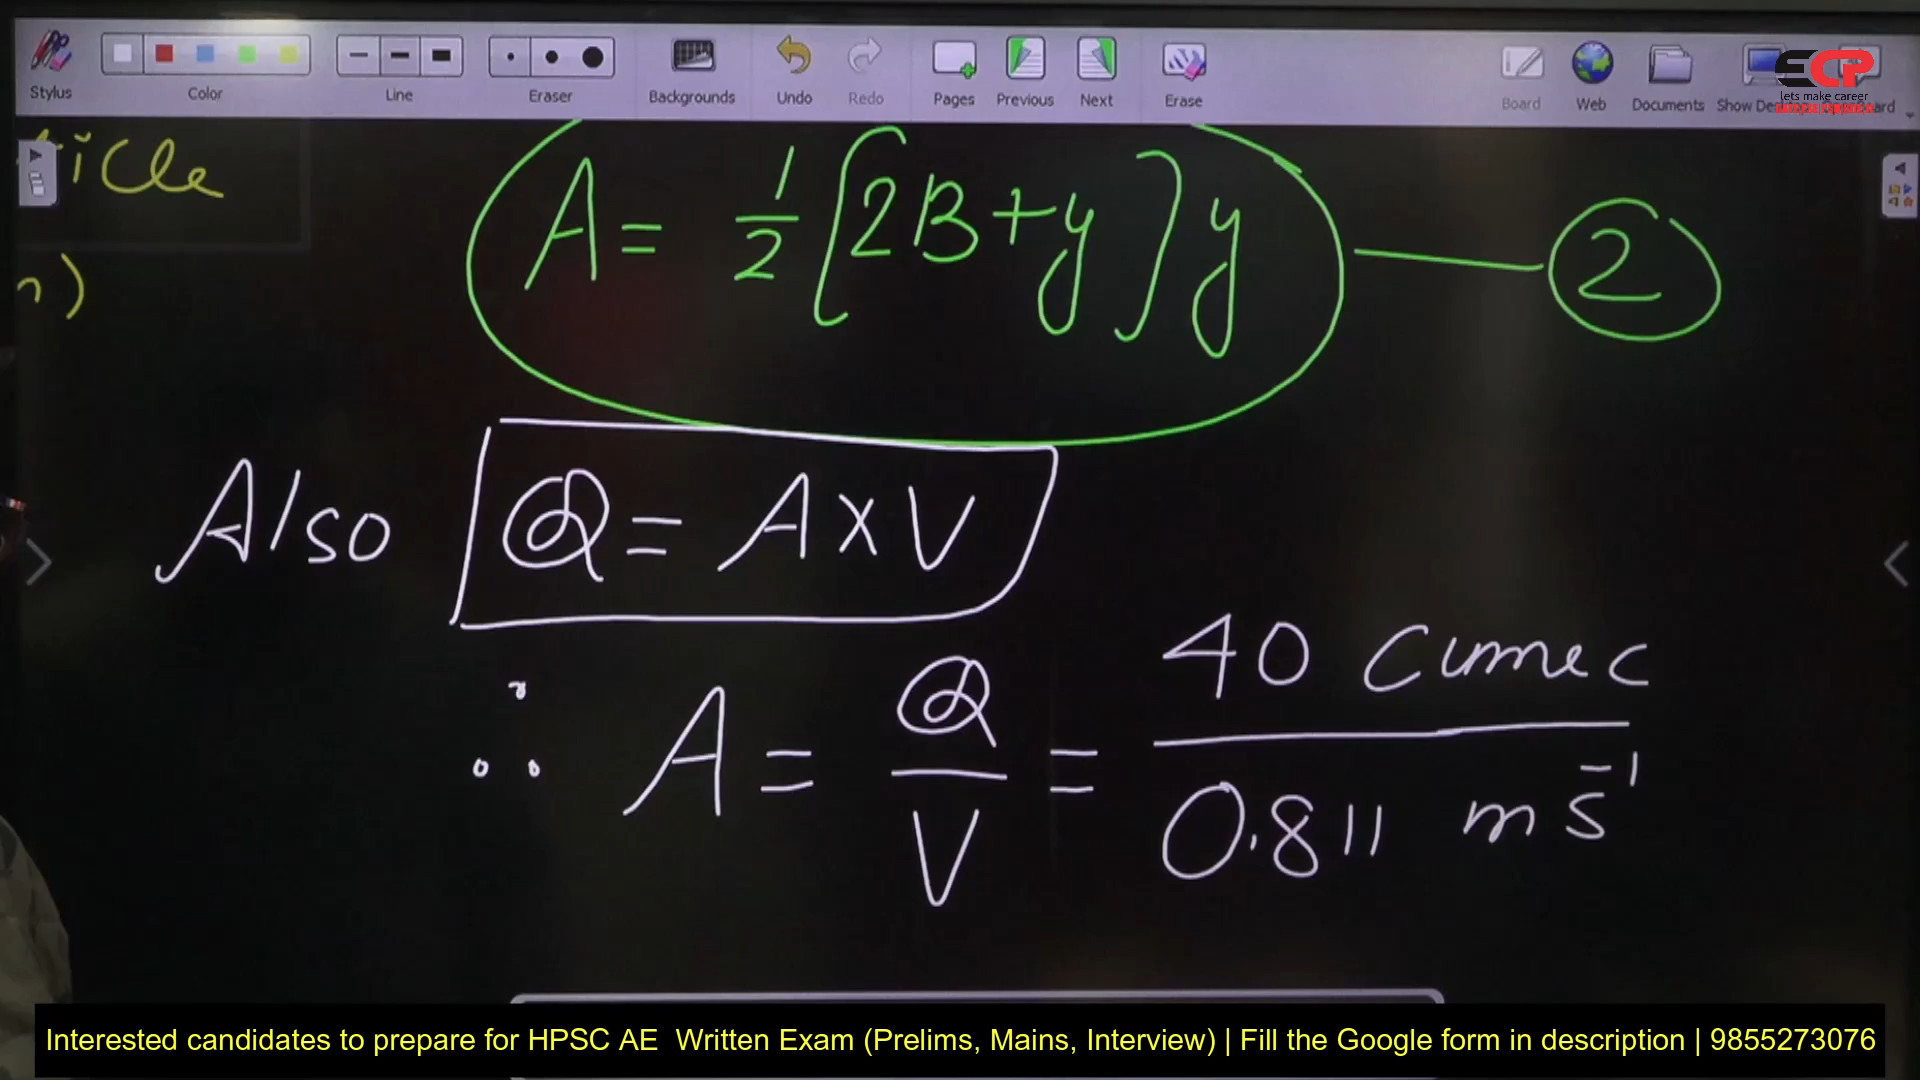 Stylus Color Line Eraser Backgrounds Undo Redo Pages Previous Next Erase Board Web Documents
ECP
lets make career
icle
A = 1/2 [2B + y] y — 2
n)
Also Q = A x V
∴ A = Q/V = 40 Cumec / 0.811 m s⁻¹
Interested candidates to prepare for HPSC AE Written Exam (Prelims, Mains, Interview) | Fill the Google form in description | 9855273076